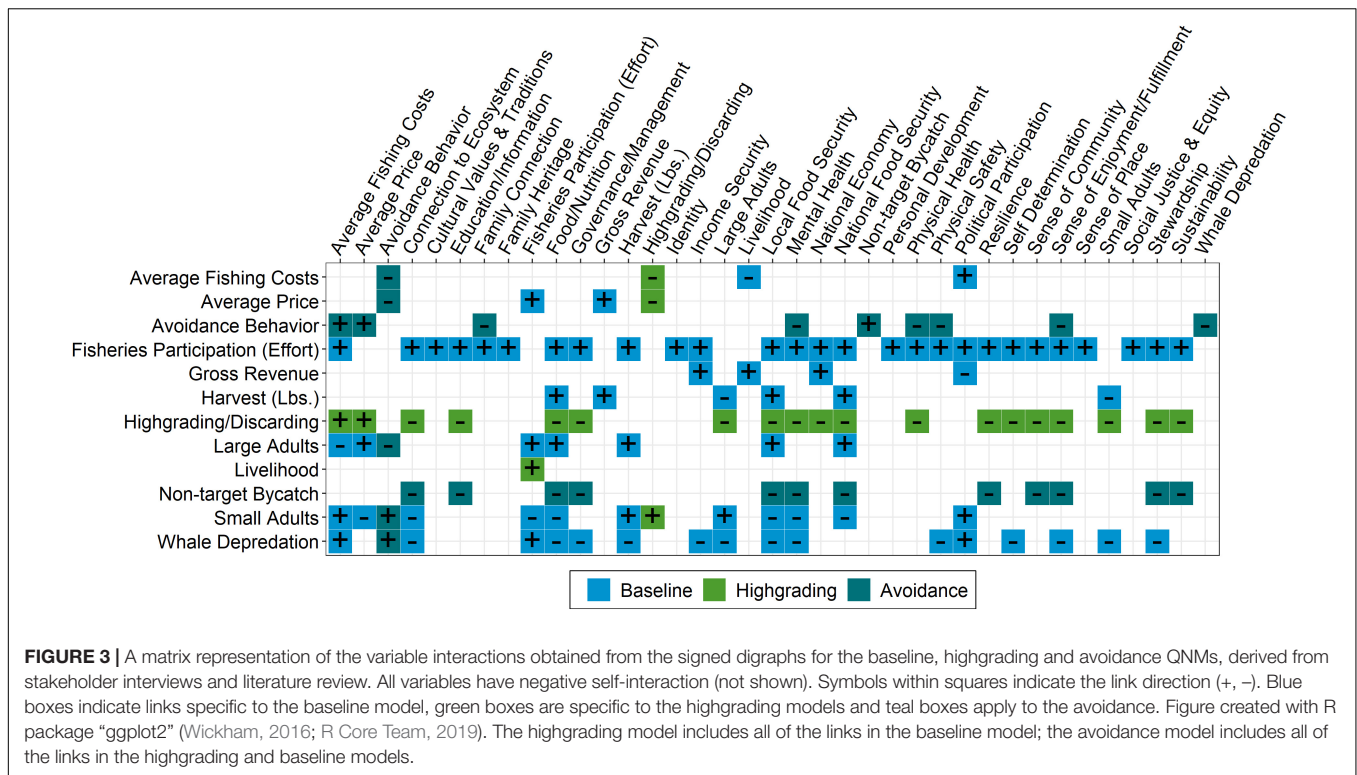 Average Fishing Costs
Average Price
Avoidance Behavior
Connection to Ecosystem
Cultural Values & Traditions
Education/Information
Family Connection
Family Heritage
Fisheries Participation (Effort)
Food/Nutrition
Governance/Management
Gross Revenue
Harvest (Lbs.)
Highgrading/Discarding
Identity
Income Security
Large Adults
Livelihood
Local Food Security
Mental Health
National Economy
National Food Security
Non-target Bycatch
Personal Development
Physical Health
Physical Safety
Political Participation
Resilience
Self Determination
Sense of Community
Sense of Enjoyment/Fulfillment
Sense of Place
Small Adults
Social Justice & Equity
Stewardship
Sustainability
Whale Depredation
Average Fishing Costs - - - +
Average Price - + + -
Avoidance Behavior + + - - + - - - -
Fisheries Participation (Effort) + + + + + + + + + + + + + + + + + + + + + + + + + + +
Gross Revenue + + + -
Harvest (Lbs.) + + - + + -
Highgrading/Discarding + + - - - - - - - - - - - - - - - - -
Large Adults - + - + + + + +
Livelihood +
Non-target Bycatch - - - - - - - - - - - -
Small Adults + - + - - - + + + - - - +
Whale Depredation + + - + - - - - - - - - + - - - -
Baseline Highgrading Avoidance
FIGURE 3 | A matrix representation of the variable interactions obtained from the signed digraphs for the baseline, highgrading and avoidance QNMs, derived from
stakeholder interviews and literature review. All variables have negative self-interaction (not shown). Symbols within squares indicate the link direction (+, –). Blue
boxes indicate links specific to the baseline model, green boxes are specific to the highgrading models and teal boxes apply to the avoidance. Figure created with R
package “ggplot2” (Wickham, 2016; R Core Team, 2019). The highgrading model includes all of the links in the baseline model; the avoidance model includes all of
the links in the highgrading and baseline models.